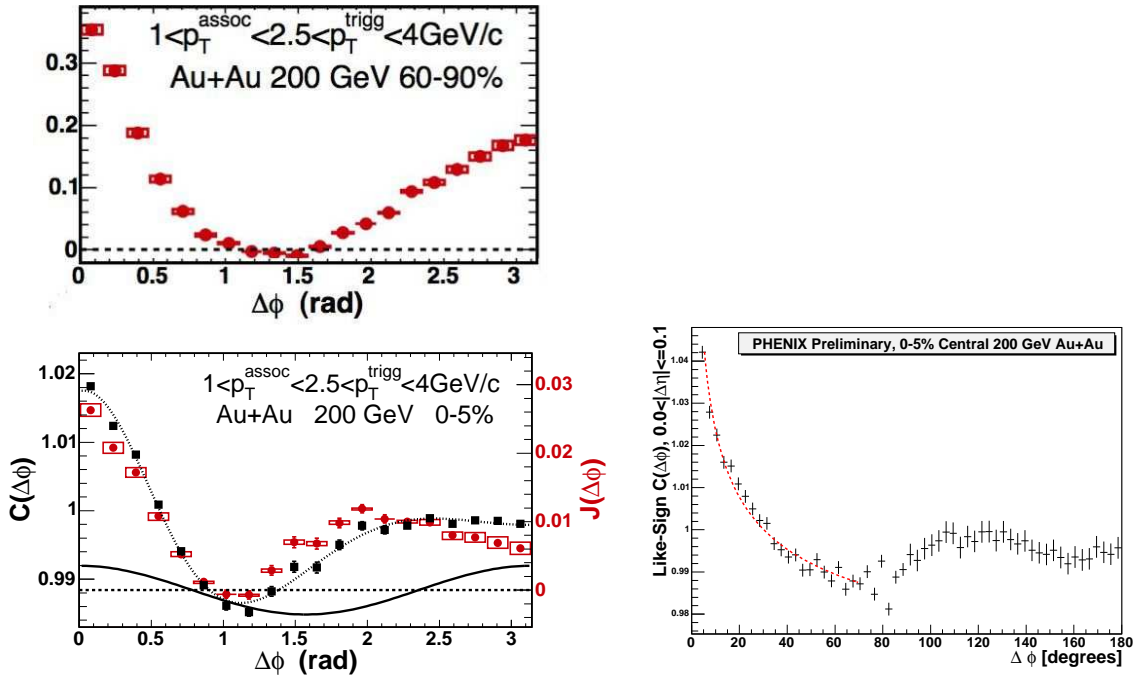 1<p_T^assoc<2.5<p_T^trigg<4GeV/c
Au+Au 200 GeV 60-90%
0.3
0.2
0.1
0
0 0.5 1 1.5 2 2.5 3
Δϕ (rad)
1<p_T^assoc<2.5<p_T^trigg<4GeV/c
Au+Au 200 GeV 0-5%
C(Δϕ)
1.02
1.01
1
0.99
J(Δϕ)
0.03
0.02
0.01
0
0 0.5 1 1.5 2 2.5 3
Δϕ (rad)
PHENIX Preliminary, 0-5% Central 200 GeV Au+Au
Like-Sign C(Δϕ), 0.0<|Δη|<=0.1
1.04
1.03
1.02
1.01
1
0.99
0.98
0 20 40 60 80 100 120 140 160 180
Δ ϕ [degrees]